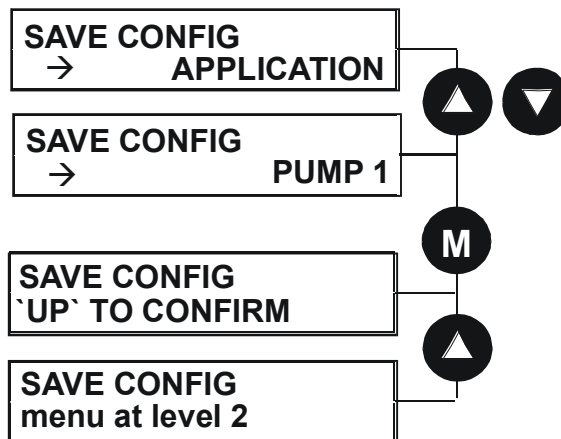 SAVE CONFIG
→ APPLICATION
SAVE CONFIG
→ PUMP 1
M
SAVE CONFIG
`UP` TO CONFIRM
SAVE CONFIG
menu at level 2